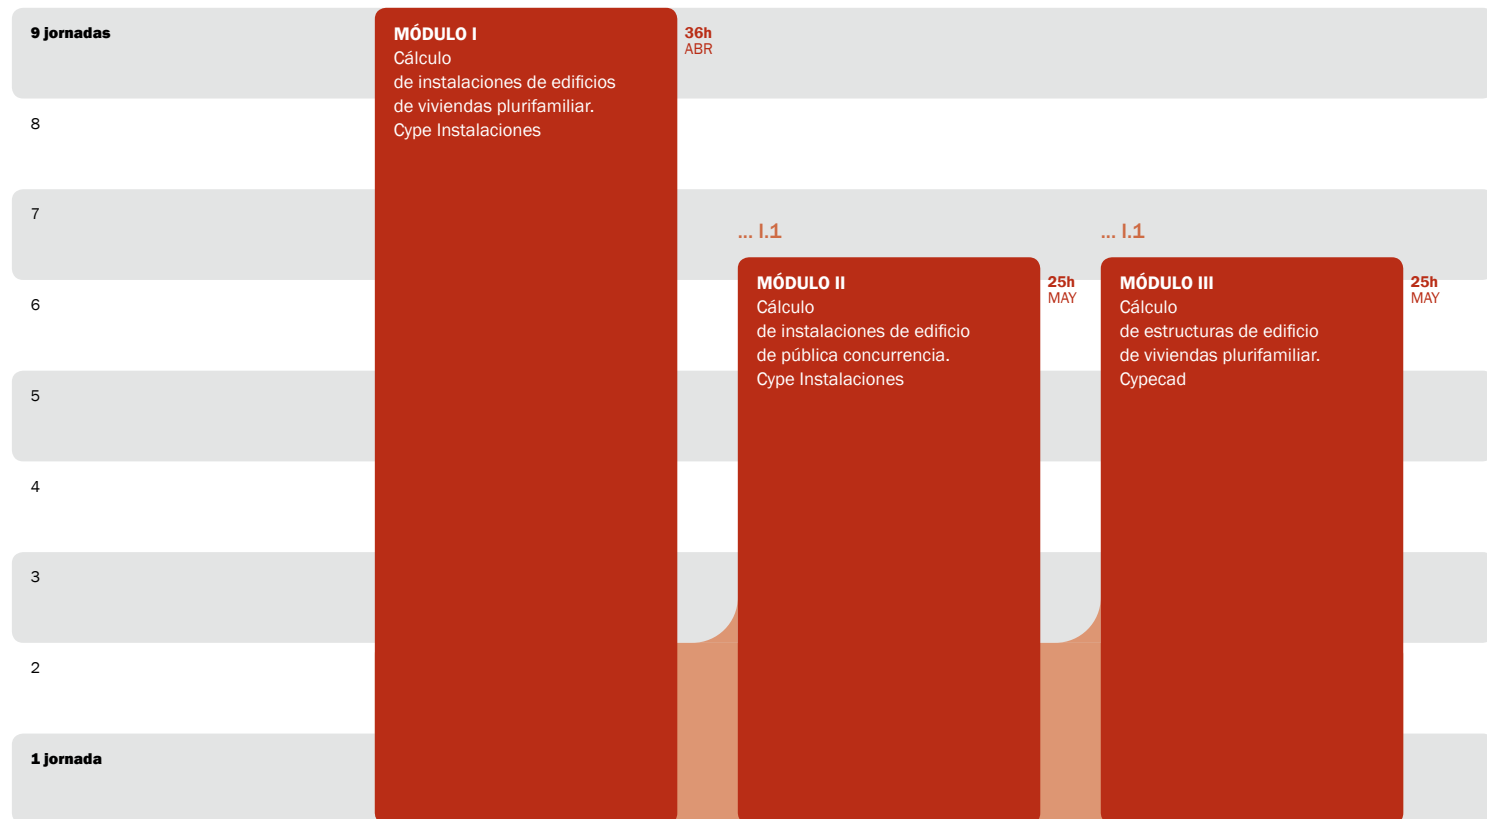 9 jornadas
8
7
6
5
4
3
2
1 jornada
MÓDULO I
Cálculo
de instalaciones de edificios
de viviendas plurifamiliar.
Cype Instalaciones
36h
ABR
... I.1
MÓDULO II
Cálculo
de instalaciones de edificio
de pública concurrencia.
Cype Instalaciones
25h
MAY
... I.1
MÓDULO III
Cálculo
de estructuras de edificio
de viviendas plurifamiliar.
Cypecad
25h
MAY